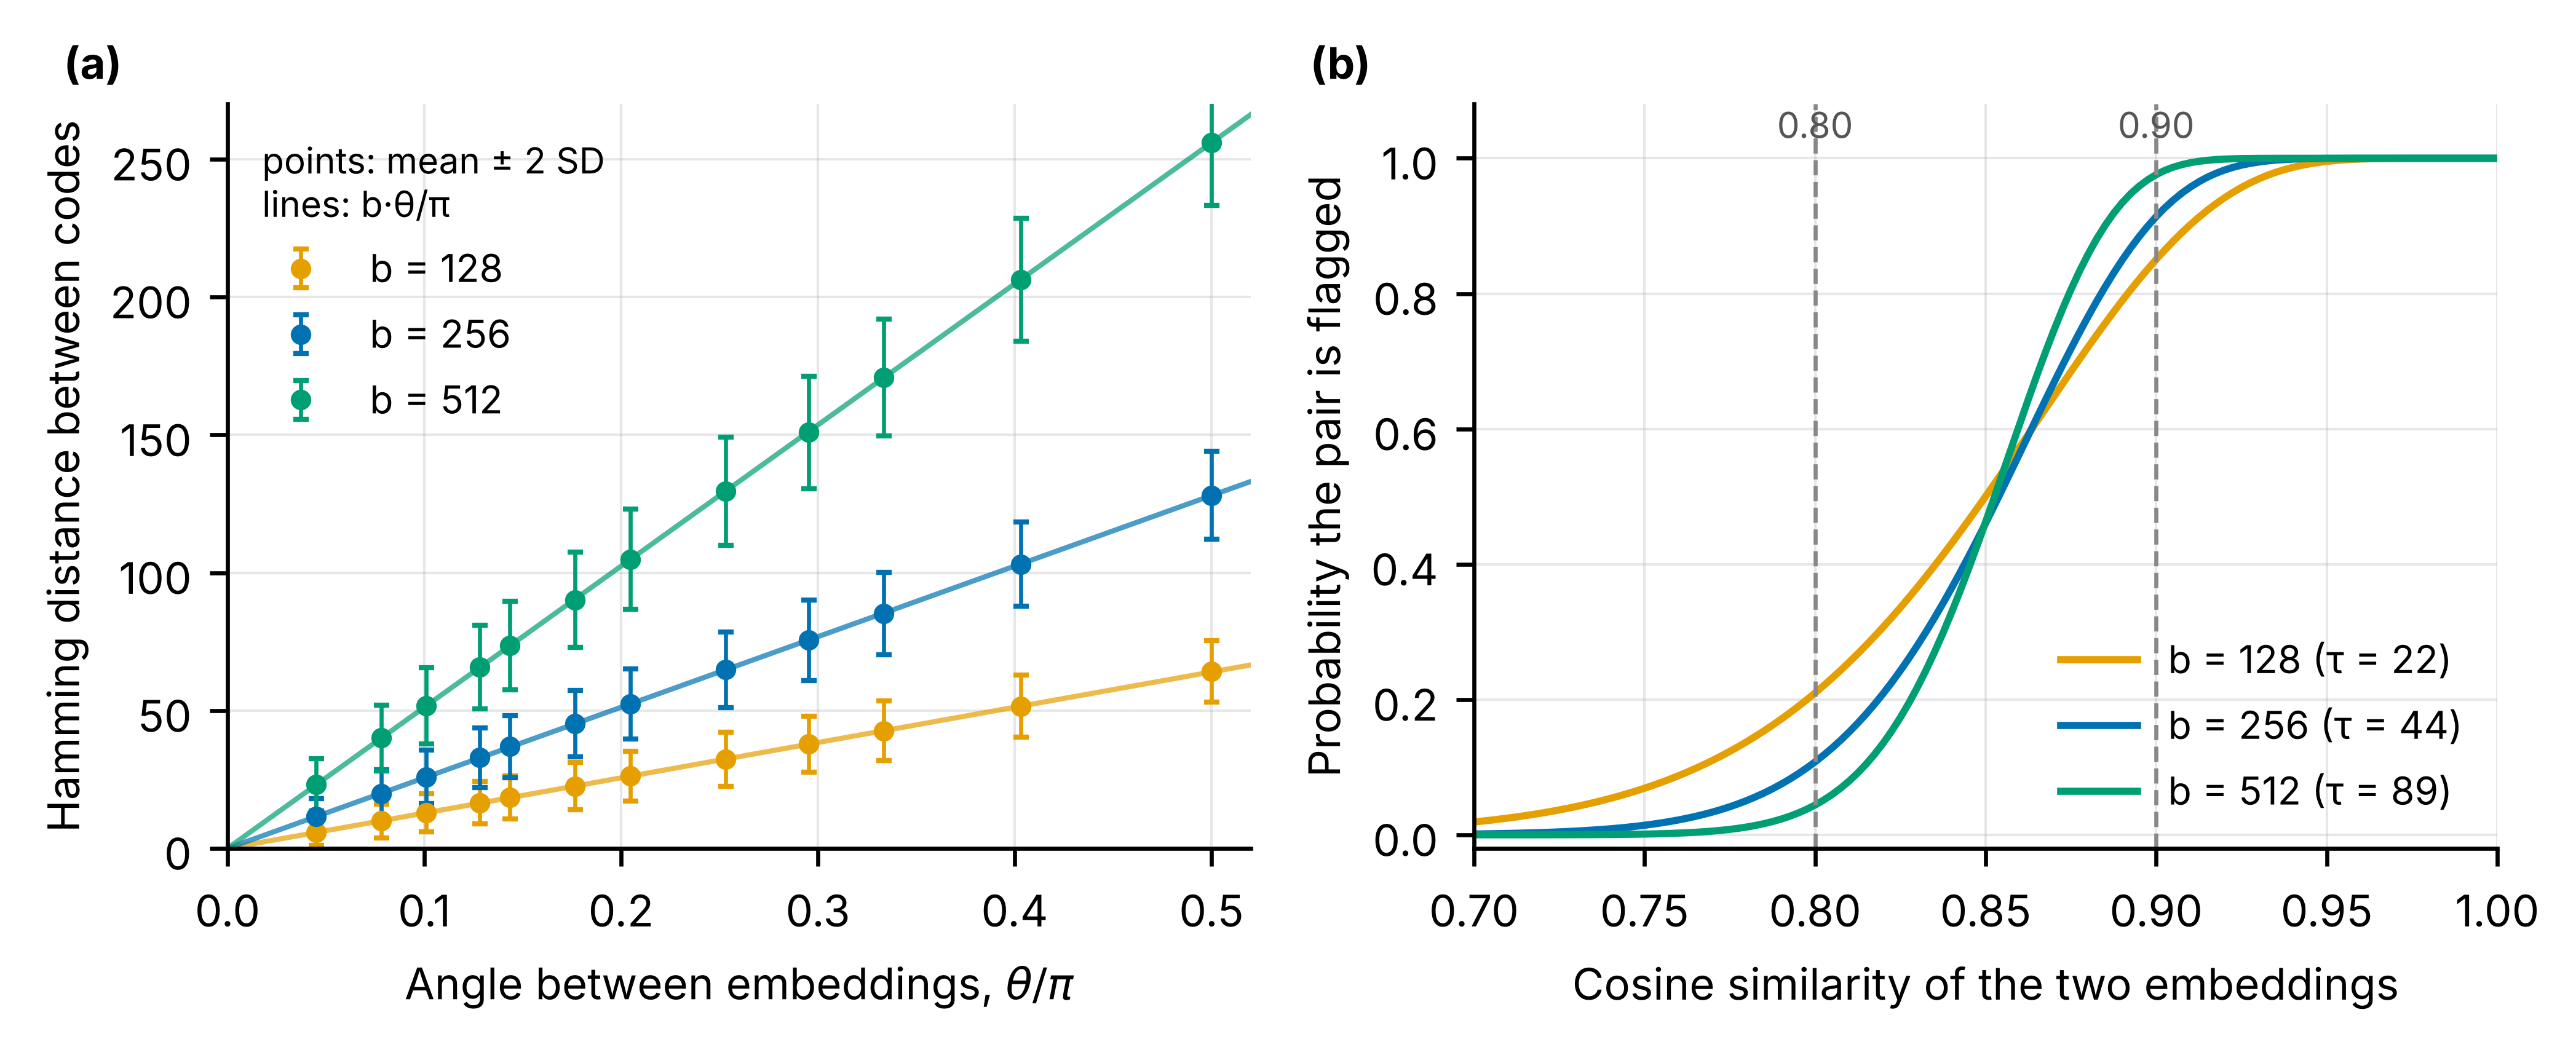 (a)
Hamming distance between codes
250
200
150
100
50
0
points: mean ± 2 SD
lines: b·θ/π
b = 128
b = 256
b = 512
0.0 0.1 0.2 0.3 0.4 0.5
Angle between embeddings, θ/π
(b)
Probability the pair is flagged
1.0
0.8
0.6
0.4
0.2
0.0
0.80 0.90
b = 128 (τ = 22)
b = 256 (τ = 44)
b = 512 (τ = 89)
0.70 0.75 0.80 0.85 0.90 0.95 1.00
Cosine similarity of the two embeddings